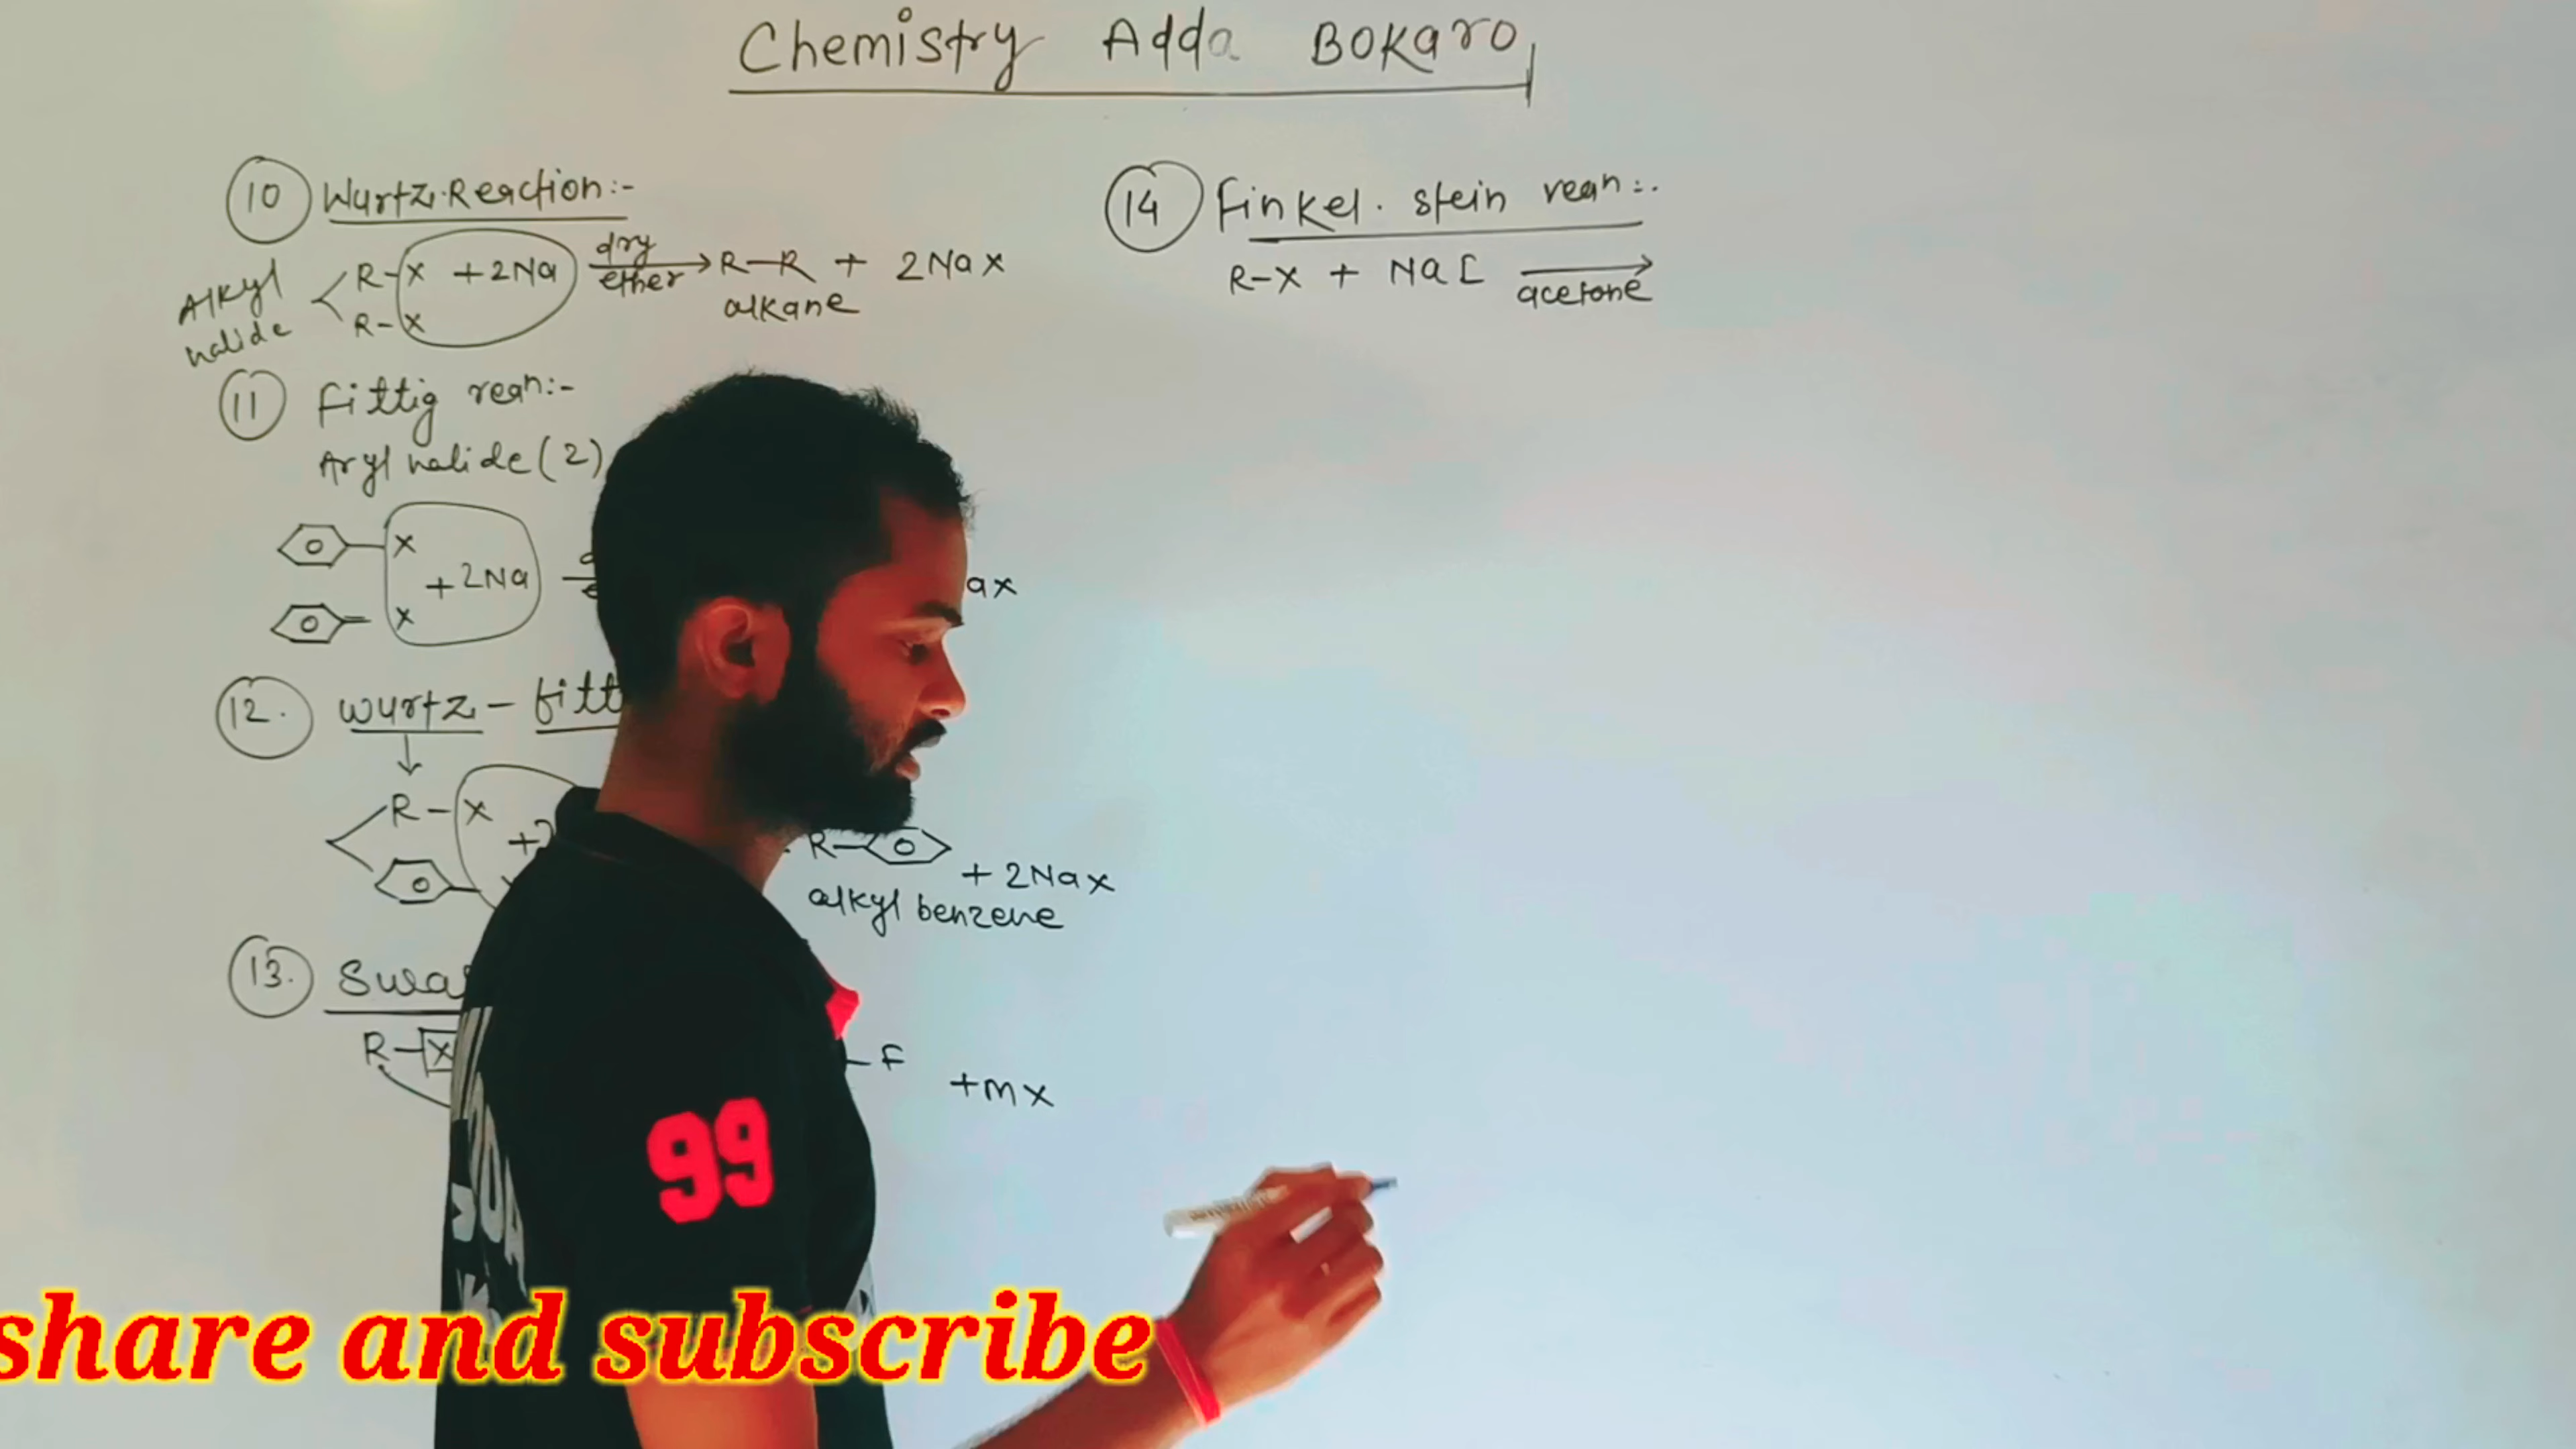 Chemistry Adda BOKARO
10 Wurtz Reaction:-
Alkyl halide R-X + 2Na dry ether → R-R + 2Nax
R-X alkane
11 Fittig reaⁿ:-
Aryl halide (2)
X
+2Na
ax
X
12. Wurtz - fitt
R-X
+2
R- + 2Nax
alkyl benzene
13. Swa
R-X
-F +mx
14 Finkel. stein reaⁿ:-
R-X + NaI → acetone
99
share and subscribe